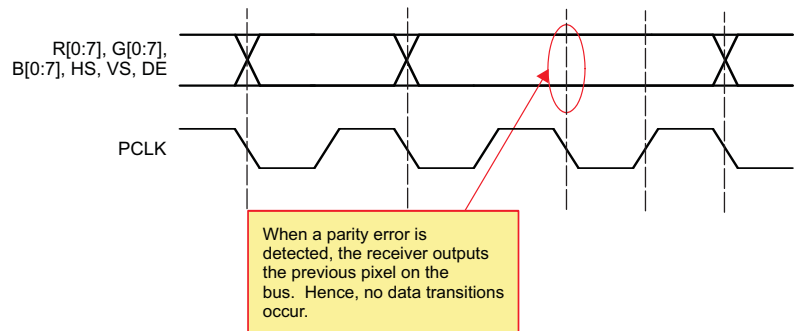 R[0:7], G[0:7],
B[0:7], HS, VS, DE
PCLK
When a parity error is
detected, the receiver outputs
the previous pixel on the
bus.  Hence, no data transitions
occur.